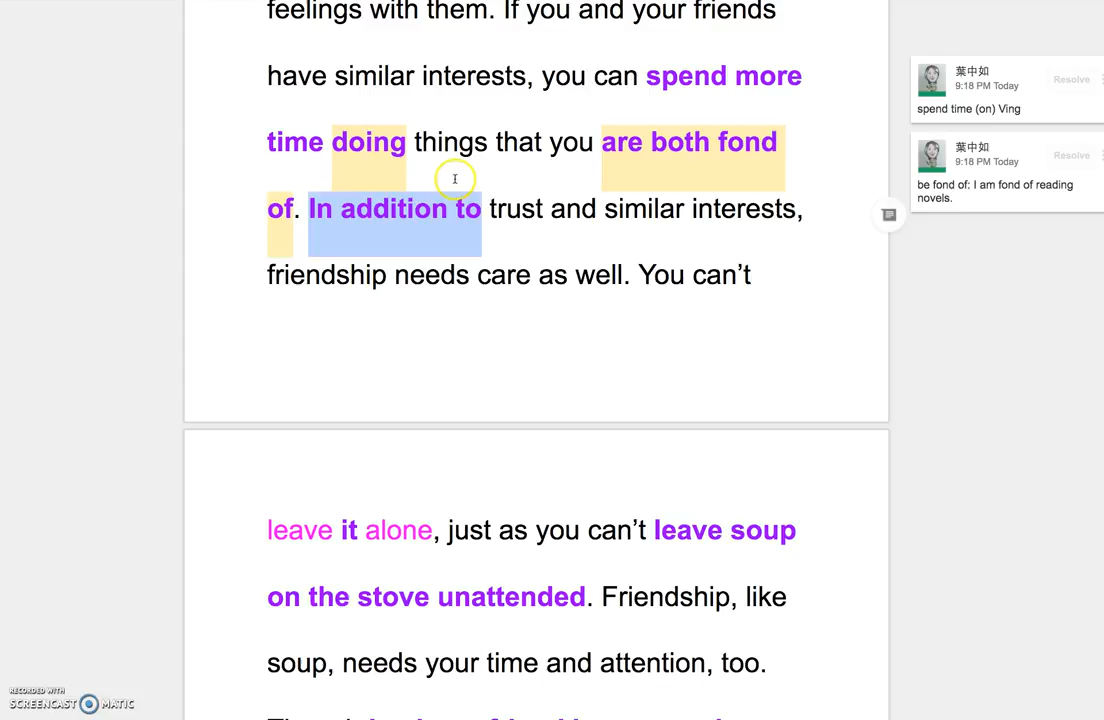 feelings with them. If you and your friends
have similar interests, you can spend more
time doing things that you are both fond
of. In addition to trust and similar interests,
friendship needs care as well. You can’t
leave it alone, just as you can’t leave soup
on the stove unattended. Friendship, like
soup, needs your time and attention, too.
葉中如
9:18 PM Today
Resolve
spend time (on) Ving
葉中如
9:18 PM Today
Resolve
be fond of: I am fond of reading
novels.
RECORDED WITH
SCREENCAST MATIC